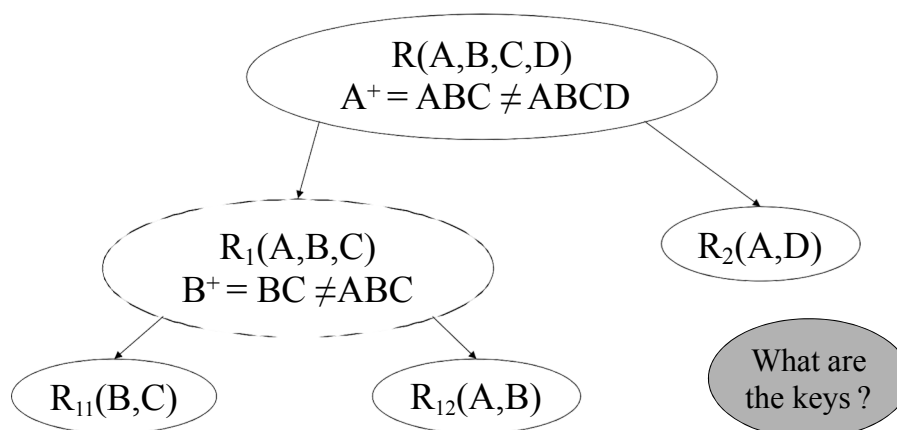 R(A,B,C,D)
A⁺ = ABC ≠ ABCD
R₁(A,B,C)
B⁺ = BC ≠ABC
R₂(A,D)
R₁₁(B,C)
R₁₂(A,B)
What are
the keys ?